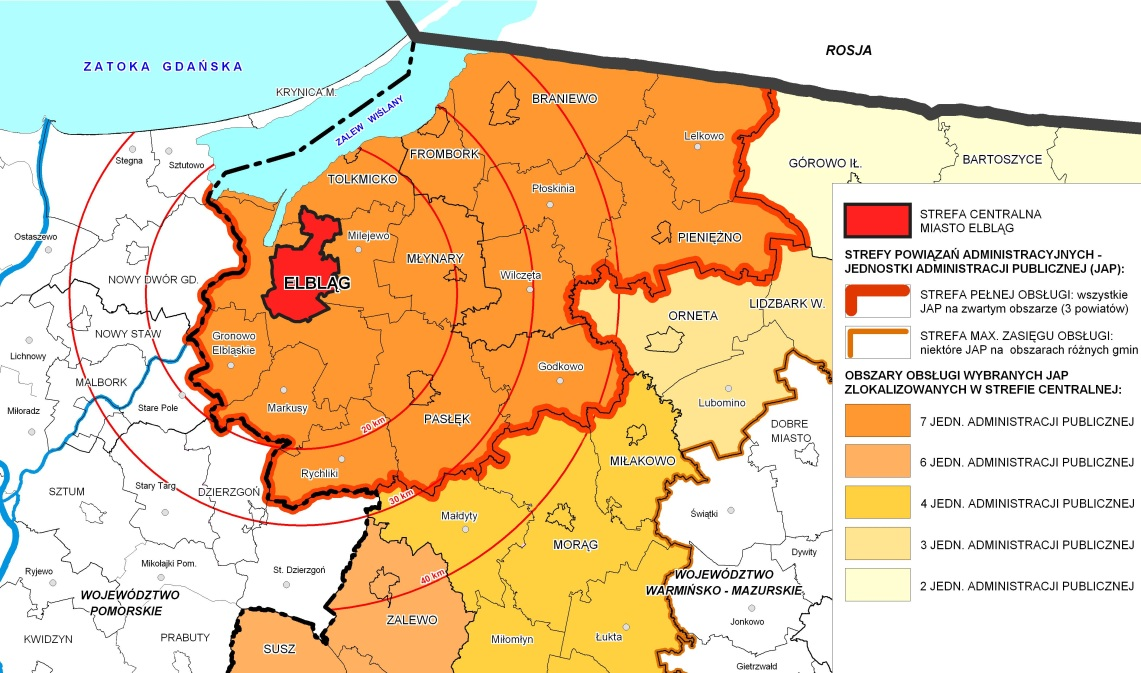 ZATOKA GDAŃSKA
ROSJA
KRYNICA M.
ZALEW WIŚLANY
BRANIEWO
Lelkowo
Stegna
Sztutowo
FROMBORK
GÓROWO IŁ.
BARTOSZYCE
TOLKMICKO
Płoskinia
Ostaszewo
Milejewo
PIENIĘŻNO
NOWY DWÓR GD.
MŁYNARY
Wilczęta
ELBLĄG
LIDZBARK W.
ORNETA
NOWY STAW
Gronowo
Elbląskie
Lichnowy
Godkowo
MALBORK
Miłoradz
Stare Pole
Markusy
PASŁĘK
Lubomino
20 km
DOBRE
MIASTO
Rychliki
MIŁAKOWO
SZTUM
Stary Targ
DZIERZGOŃ
30 km
Małdyty
Świątki
MORĄG
Dywity
Ryjewo
Mikołajki Pom.
St. Dzierzgoń
40 km
WOJEWÓDZTWO
WARMIŃSKO - MAZURSKIE
WOJEWÓDZTWO
POMORSKIE
ZALEWO
Jonkowo
KWIDZYN
PRABUTY
SUSZ
Miłomłyn
Łukta
Gietrzwałd
STREFA CENTRALNA
MIASTO ELBLĄG
STREFY POWIĄZAŃ ADMINISTRACYJNYCH -
JEDNOSTKI ADMINISTRACJI PUBLICZNEJ (JAP):
STREFA PEŁNEJ OBSŁUGI: wszystkie
JAP na zwartym obszarze (3 powiatów)
STREFA MAX. ZASIĘGU OBSŁUGI:
niektóre JAP na obszarach różnych gmin
OBSZARY OBSŁUGI WYBRANYCH JAP
ZLOKALIZOWANYCH W STREFIE CENTRALNEJ:
7 JEDN. ADMINISTRACJI PUBLICZNEJ
6 JEDN. ADMINISTRACJI PUBLICZNEJ
4 JEDN. ADMINISTRACJI PUBLICZNEJ
3 JEDN. ADMINISTRACJI PUBLICZNEJ
2 JEDN. ADMINISTRACJI PUBLICZNEJ